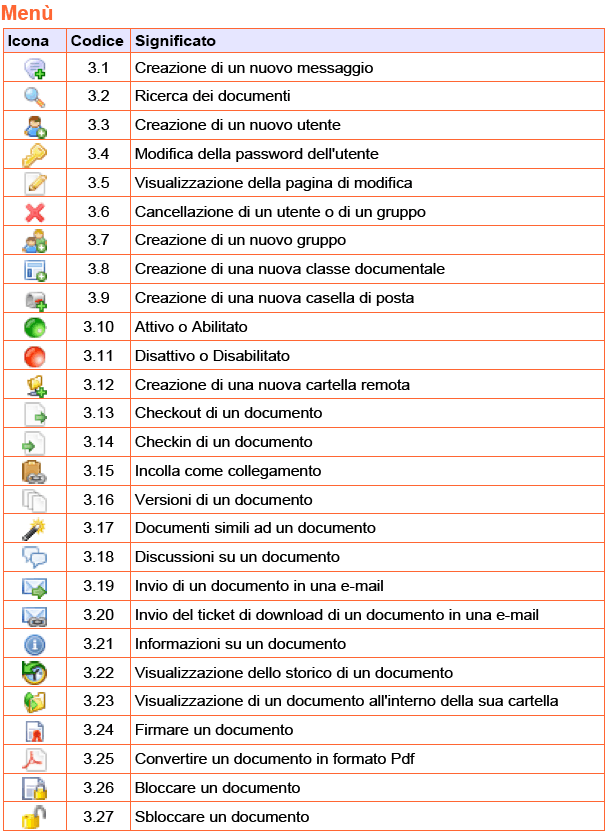 Menù
Icona Codice Significato
3.1 Creazione di un nuovo messaggio
3.2 Ricerca dei documenti
3.3 Creazione di un nuovo utente
3.4 Modifica della password dell'utente
3.5 Visualizzazione della pagina di modifica
3.6 Cancellazione di un utente o di un gruppo
3.7 Creazione di un nuovo gruppo
3.8 Creazione di una nuova classe documentale
3.9 Creazione di una nuova casella di posta
3.10 Attivo o Abilitato
3.11 Disattivo o Disabilitato
3.12 Creazione di una nuova cartella remota
3.13 Checkout di un documento
3.14 Checkin di un documento
3.15 Incolla come collegamento
3.16 Versioni di un documento
3.17 Documenti simili ad un documento
3.18 Discussioni su un documento
3.19 Invio di un documento in una e-mail
3.20 Invio del ticket di download di un documento in una e-mail
3.21 Informazioni su un documento
3.22 Visualizzazione dello storico di un documento
3.23 Visualizzazione di un documento all'interno della sua cartella
3.24 Firmare un documento
3.25 Convertire un documento in formato Pdf
3.26 Bloccare un documento
3.27 Sbloccare un documento